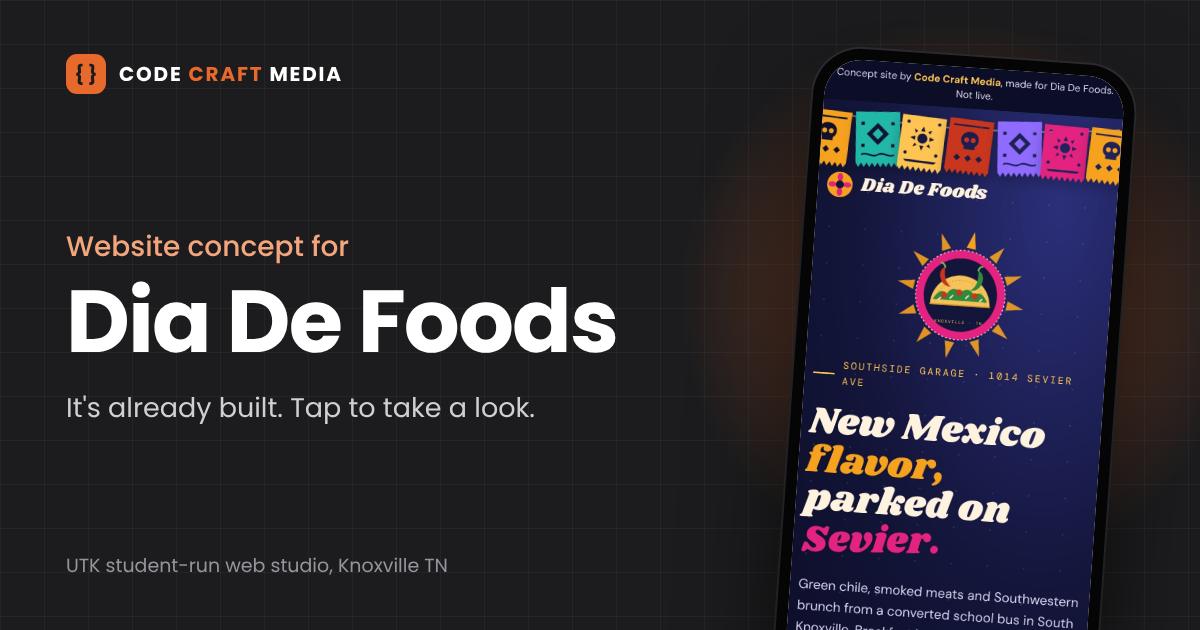 { } CODE CRAFT MEDIA
Website concept for
Dia De Foods
It's already built. Tap to take a look.
UTK student-run web studio, Knoxville TN
Concept site by Code Craft Media, made for Dia De Foods.
Not live.
Dia De Foods
KNOXVILLE · TN
SOUTHSIDE GARAGE · 1014 SEVIER
AVE
New Mexico
flavor,
parked on
Sevier.
Green chile, smoked meats and Southwestern
brunch from a converted school bus in South